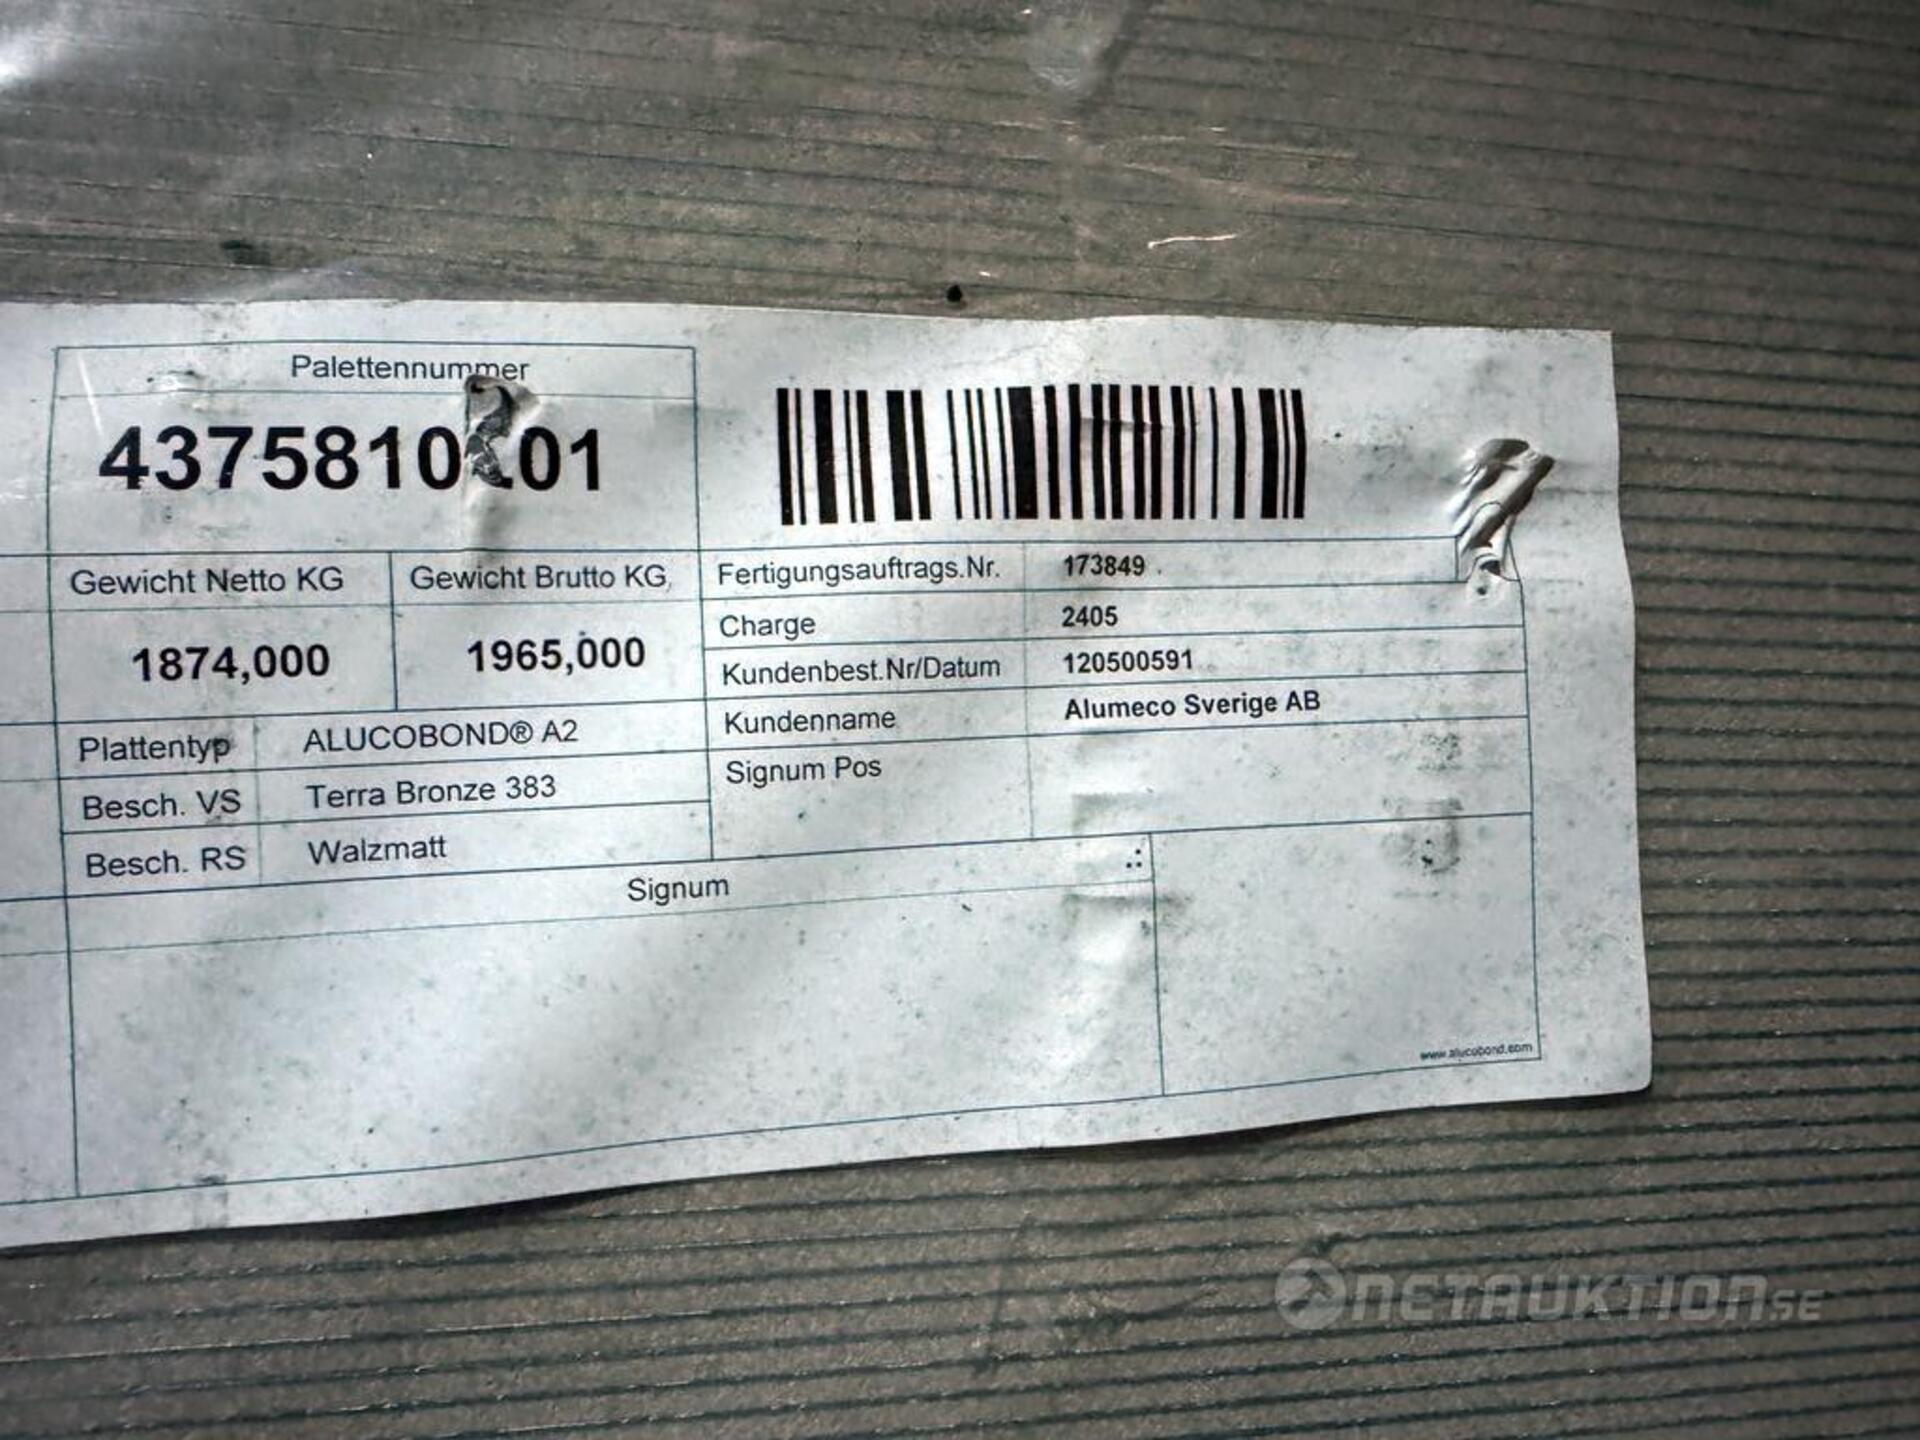 Palettennummer
Gewicht Netto KG
Gewicht Brutto KG
1874,000
1965,000
Plattentyp ALUCOBOND® A2
Besch. VS Terra Bronze 383
Besch. RS Walzmatt
Fertigungsauftrags.Nr. 173849
Charge 2405
Kundenbest.Nr/Datum 120500591
Kundenname Alumeco Sverige AB
Signum Pos
Signum
www.alucobond.com
NETAUKTION.SE